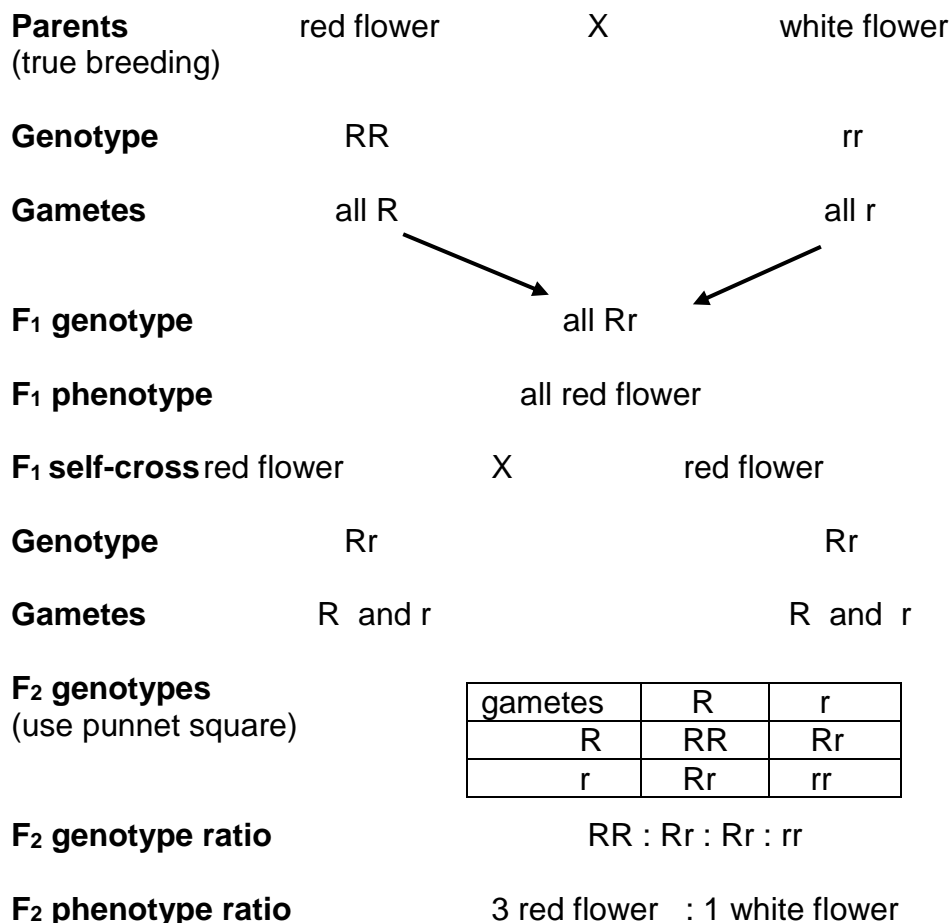 Parents red flower X white flower
(true breeding)
Genotype RR rr
Gametes all R all r
F₁ genotype all Rr
F₁ phenotype all red flower
F₁ self-cross red flower X red flower
Genotype Rr Rr
Gametes R and r R and r
F₂ genotypes
(use punnet square)
gametes R r
R RR Rr
r Rr rr
F₂ genotype ratio RR : Rr : Rr : rr
F₂ phenotype ratio 3 red flower : 1 white flower